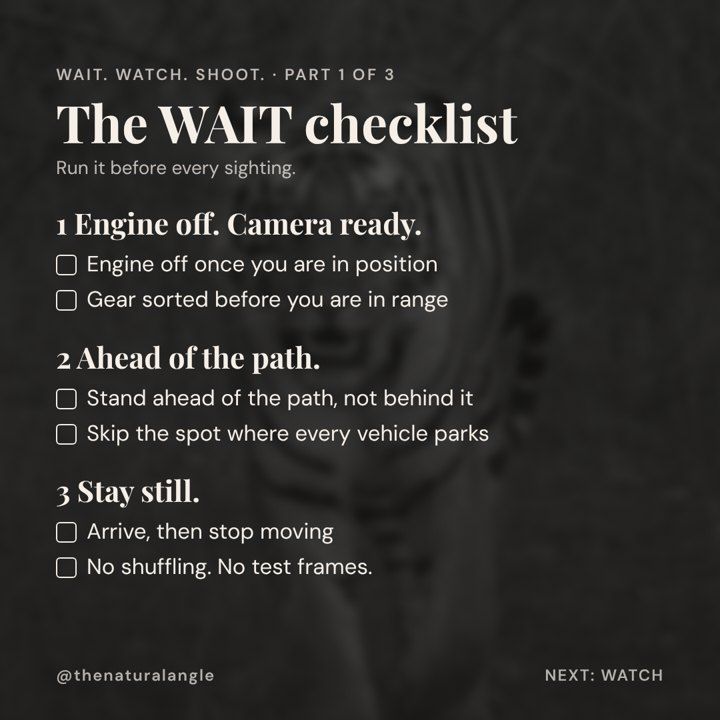 WAIT. WATCH. SHOOT. · PART 1 OF 3
The WAIT checklist
Run it before every sighting.
1 Engine off. Camera ready.
Engine off once you are in position
Gear sorted before you are in range
2 Ahead of the path.
Stand ahead of the path, not behind it
Skip the spot where every vehicle parks
3 Stay still.
Arrive, then stop moving
No shuffling. No test frames.
@thenaturalangle
NEXT: WATCH